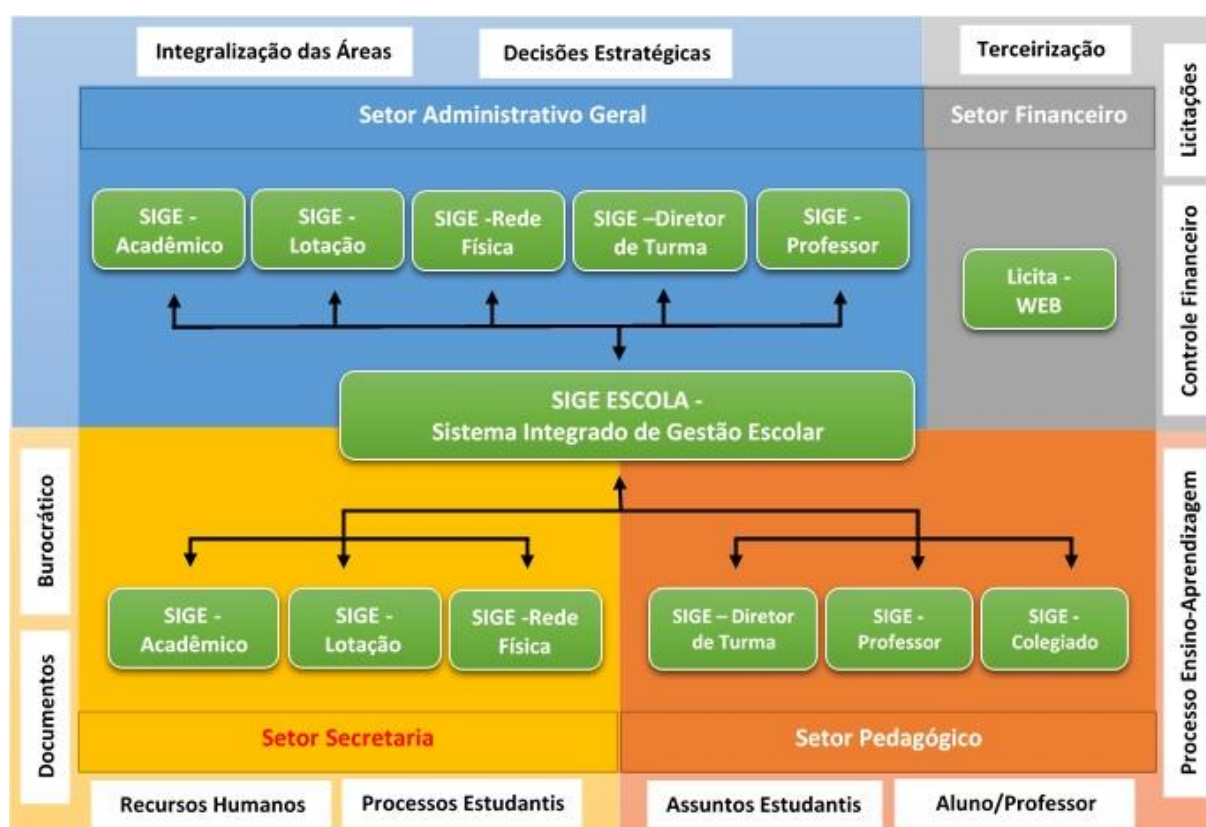 Integralização das Áreas
Decisões Estratégicas
Terceirização
Licitações
Setor Administrativo Geral
Setor Financeiro
SIGE -
Acadêmico
SIGE -
Lotação
SIGE -Rede
Física
SIGE –Diretor
de Turma
SIGE -
Professor
Licita -
WEB
Controle Financeiro
SIGE ESCOLA -
Sistema Integrado de Gestão Escolar
Burocrático
Documentos
SIGE -
Acadêmico
SIGE -
Lotação
SIGE -Rede
Física
SIGE – Diretor
de Turma
SIGE -
Professor
SIGE -
Colegiado
Processo Ensino-Aprendizagem
Setor Secretaria
Setor Pedagógico
Recursos Humanos
Processos Estudantis
Assuntos Estudantis
Aluno/Professor